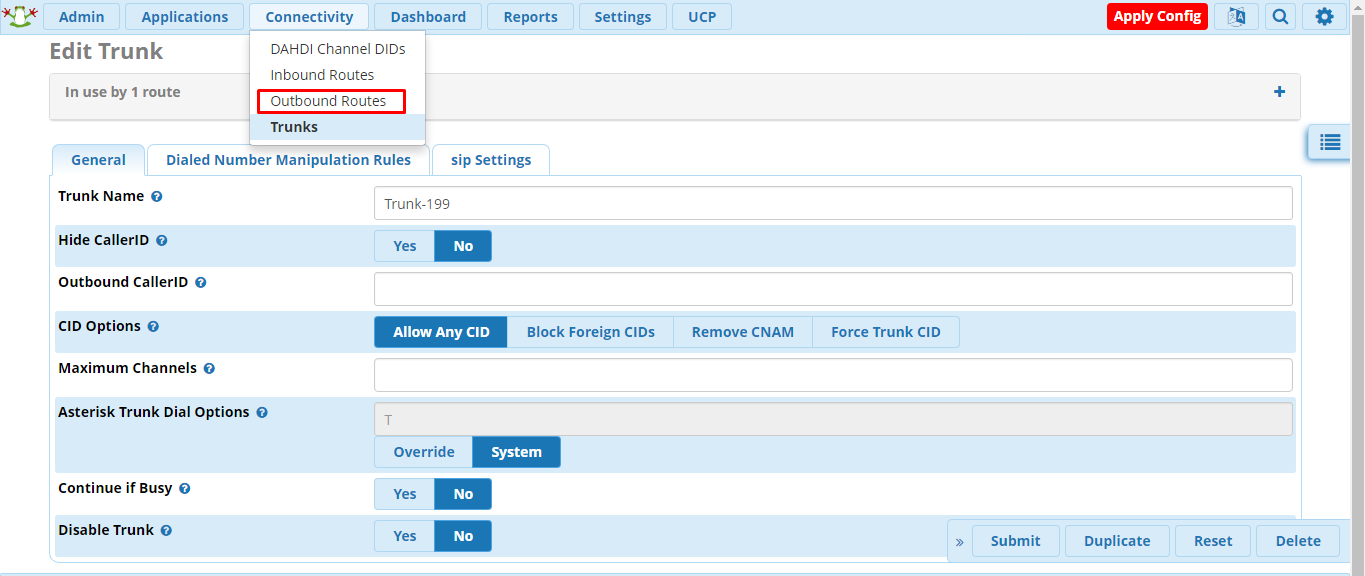 Admin Applications Connectivity Dashboard Reports Settings UCP Apply Config
Edit Trunk
DAHDI Channel DIDs
Inbound Routes
Outbound Routes
Trunks
In use by 1 route
General Dialed Number Manipulation Rules sip Settings
Trunk Name
Trunk-199
Hide CallerID
Yes No
Outbound CallerID
CID Options
Allow Any CID Block Foreign CIDs Remove CNAM Force Trunk CID
Maximum Channels
Asterisk Trunk Dial Options
T
Override System
Continue if Busy
Yes No
Disable Trunk
Yes No
» Submit Duplicate Reset Delete